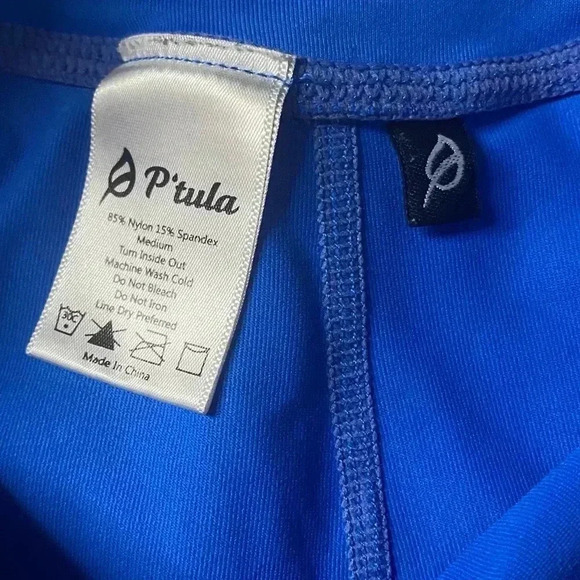 P'tula
85% Nylon 15% Spandex
Medium
Turn Inside Out
Machine Wash Cold
Do Not Bleach
Do Not Iron
Line Dry Preferred
30C
Made In China